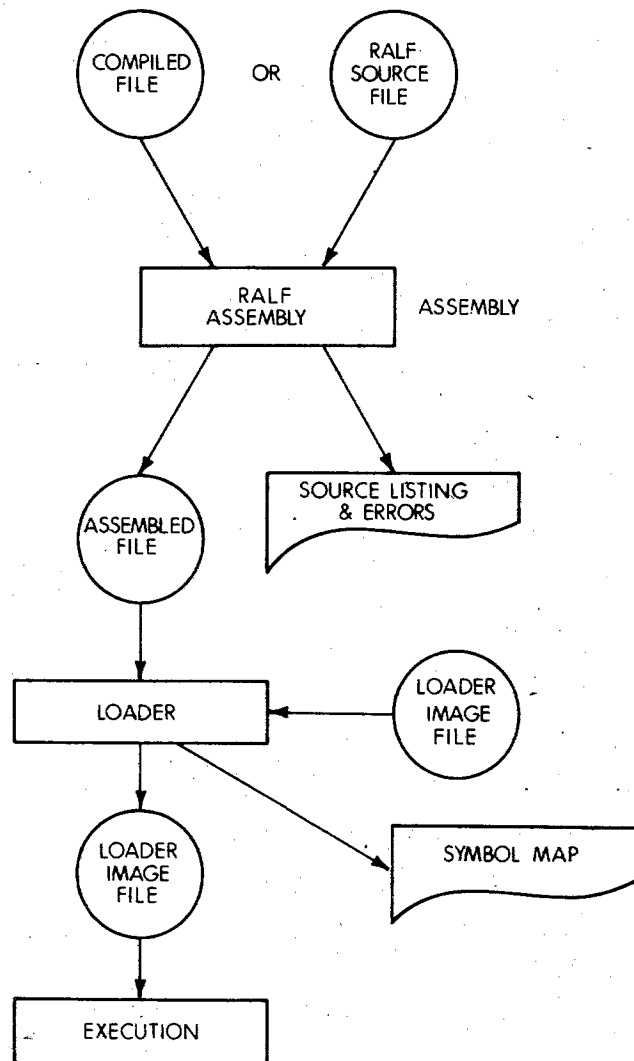 COMPILED
FILE
OR
RALF
SOURCE
FILE
RALF
ASSEMBLY
ASSEMBLY
ASSEMBLED
FILE
SOURCE LISTING
& ERRORS
LOADER
LOADER
IMAGE
FILE
LOADER
IMAGE
FILE
SYMBOL MAP
EXECUTION